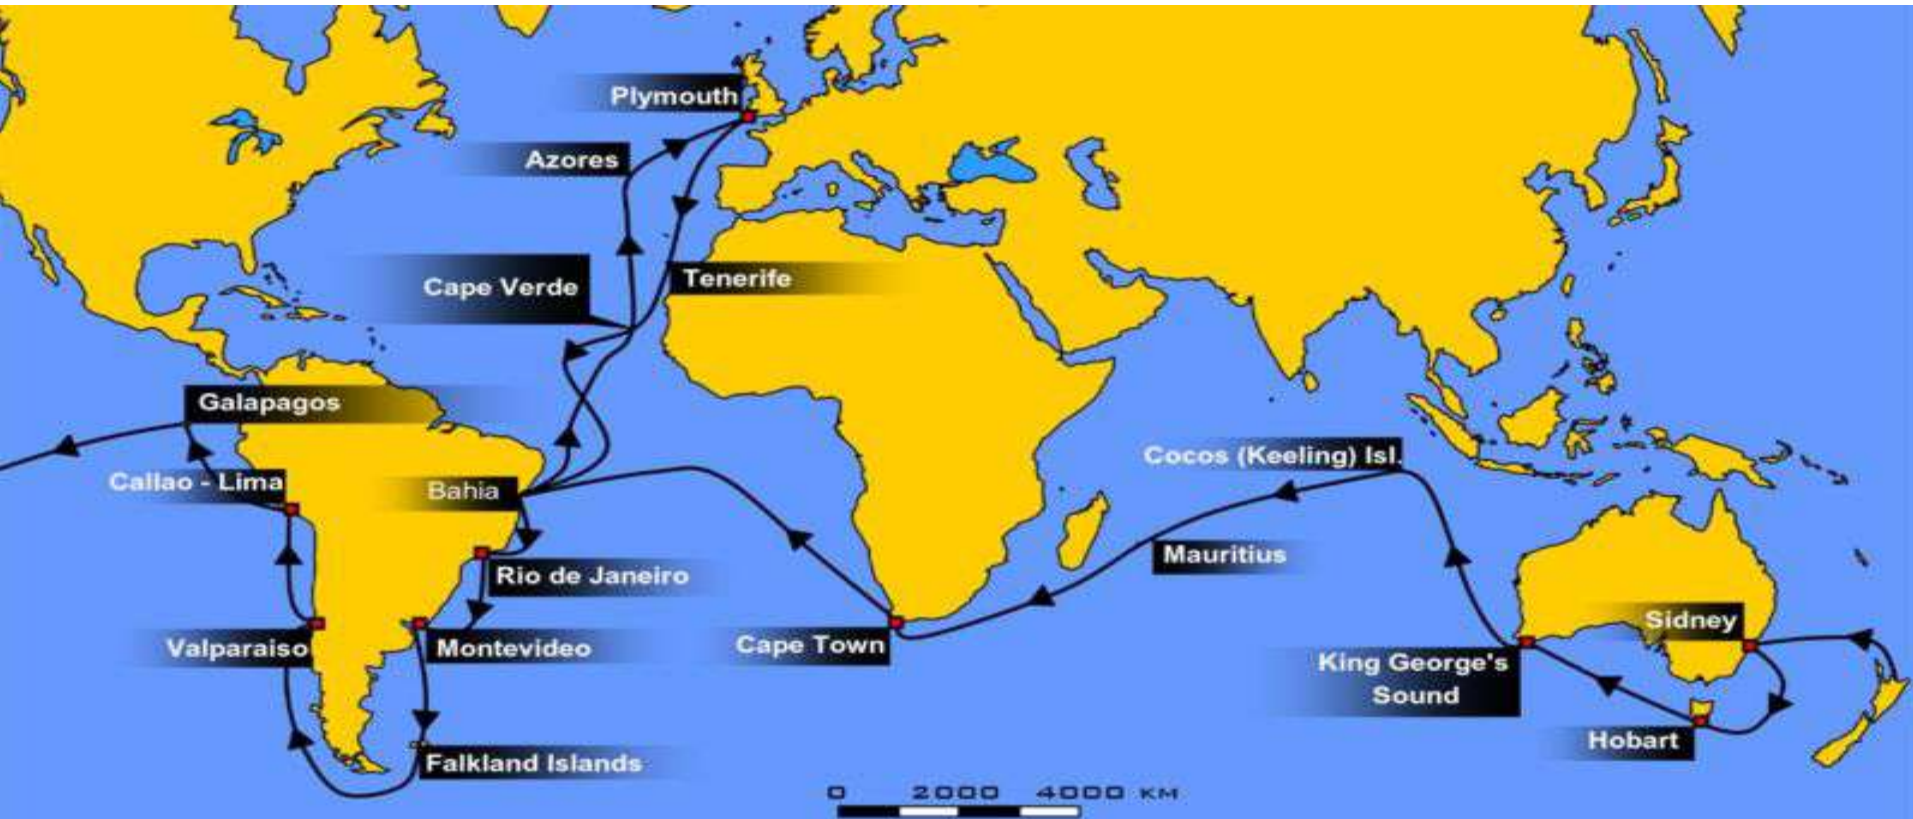 Plymouth
Azores
Cape Verde
Tenerife
Galapagos
Callao - Lima
Bahia
Cocos (Keeling) Isl.
Mauritius
Rio de Janeiro
Valparaiso
Montevideo
Cape Town
Sidney
King George's
Sound
Hobart
Falkland Islands
0 2000 4000 KM